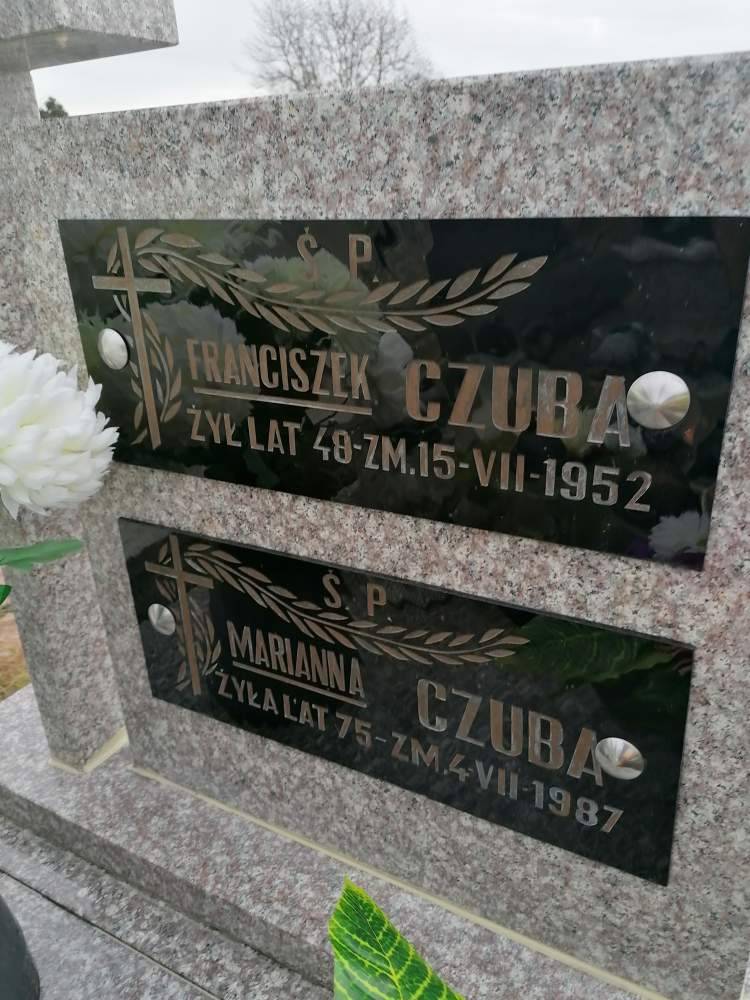 Ś. P.
FRANCISZEK CZUBA
ŻYŁ LAT 48-ZM.15-VII-1952
Ś. P.
MARIANNA CZUBA
ŻYŁA LAT 75-ZM.4-VII-1987